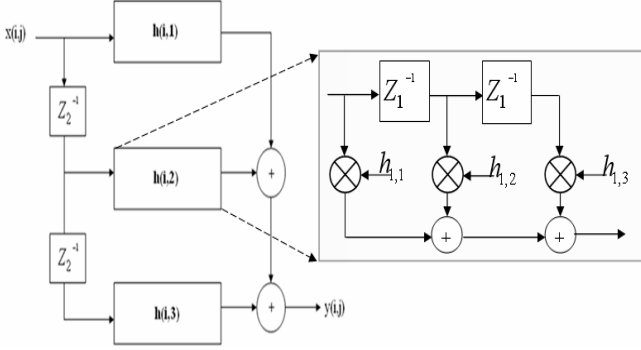 x(i,j)
h(i,1)
Z₂⁻¹
h(i,2)
+
Z₂⁻¹
h(i,3)
+
y(i,j)
Z₁⁻¹
Z₁⁻¹
h₁,₁
h₁,₂
h₁,₃
+
+